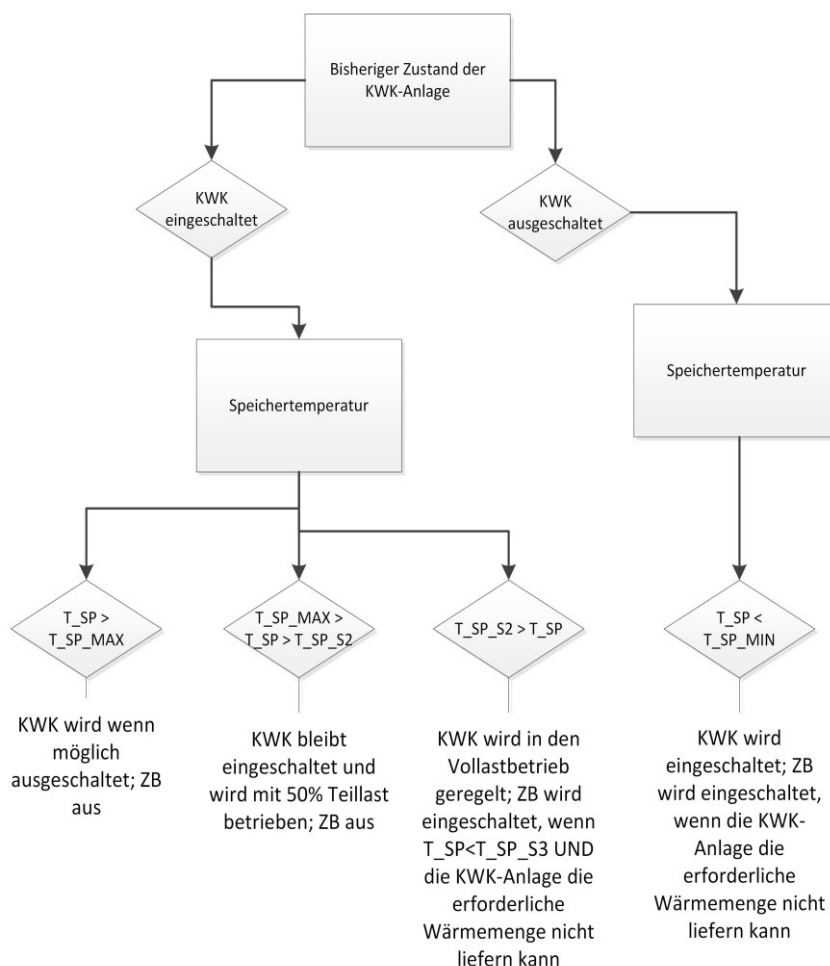 Bisheriger Zustand der
KWK-Anlage
KWK
eingeschaltet
KWK
ausgeschaltet
Speichertemperatur
Speichertemperatur
T_SP >
T_SP_MAX
T_SP_MAX >
T_SP > T_SP_S2
T_SP_S2 > T_SP
T_SP <
T_SP_MIN
KWK wird wenn
möglich
ausgeschaltet; ZB
aus
KWK bleibt
eingeschaltet und
wird mit 50% Teillast
betrieben; ZB aus
KWK wird in den
Vollastbetrieb
geregelt; ZB wird
eingeschaltet, wenn
T_SP<T_SP_S3 UND
die KWK-Anlage die
erforderliche
Wärmemenge nicht
liefern kann
KWK wird
eingeschaltet; ZB
wird eingeschaltet,
wenn die KWK-
Anlage die
erforderliche
Wärmemenge nicht
liefern kann